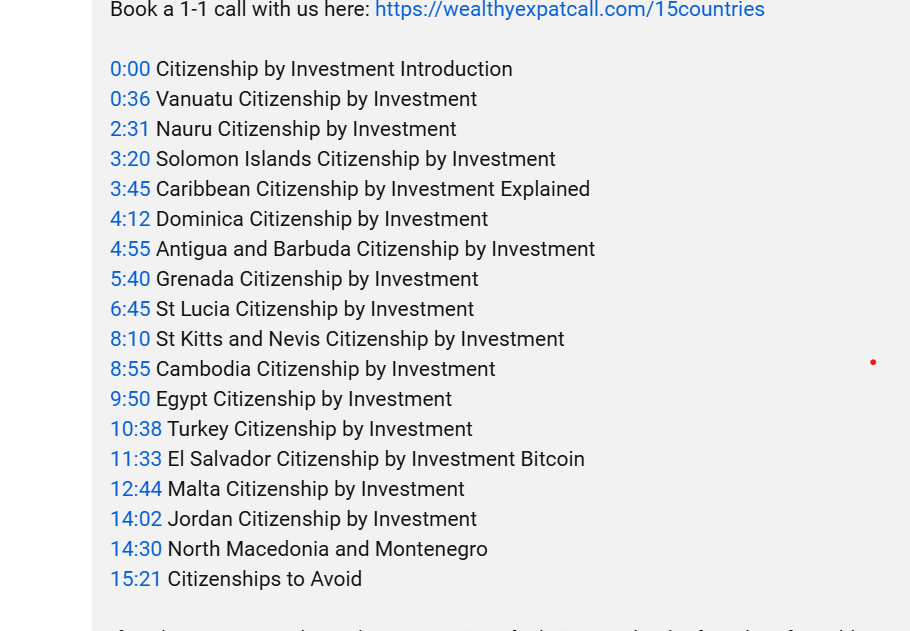 Book a 1-1 call with us here: https://wealthyexpatcall.com/15countries
0:00 Citizenship by Investment Introduction
0:36 Vanuatu Citizenship by Investment
2:31 Nauru Citizenship by Investment
3:20 Solomon Islands Citizenship by Investment
3:45 Caribbean Citizenship by Investment Explained
4:12 Dominica Citizenship by Investment
4:55 Antigua and Barbuda Citizenship by Investment
5:40 Grenada Citizenship by Investment
6:45 St Lucia Citizenship by Investment
8:10 St Kitts and Nevis Citizenship by Investment
8:55 Cambodia Citizenship by Investment
9:50 Egypt Citizenship by Investment
10:38 Turkey Citizenship by Investment
11:33 El Salvador Citizenship by Investment Bitcoin
12:44 Malta Citizenship by Investment
14:02 Jordan Citizenship by Investment
14:30 North Macedonia and Montenegro
15:21 Citizenships to Avoid